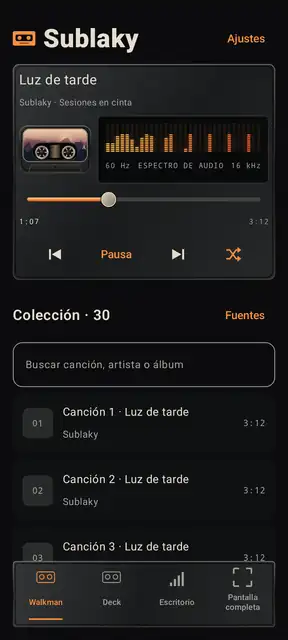 Sublaky
Ajustes
Luz de tarde
Sublaky · Sesiones en cinta
60 Hz ESPECTRO DE AUDIO 16 kHz
1:07 3:12
Pausa
Colección · 30
Fuentes
Buscar canción, artista o álbum
01 Canción 1 · Luz de tarde 3:12
Sublaky
02 Canción 2 · Luz de tarde 3:12
Sublaky
03 Canción 3 · Luz de tarde 3:12
Walkman Deck Escritorio Pantalla
completa